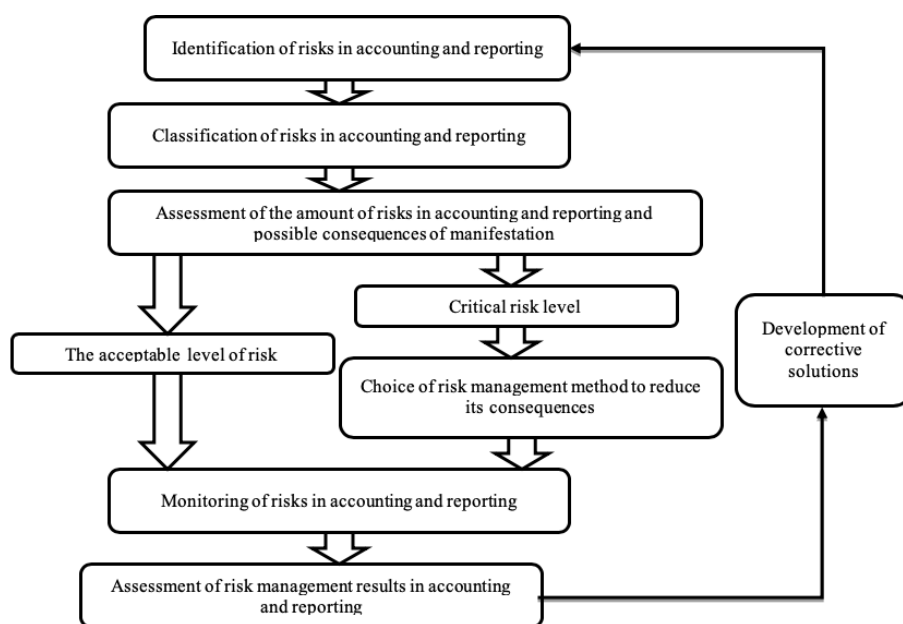 Identification of risks in accounting and reporting
Classification of risks in accounting and reporting
Assessment of the amount of risks in accounting and reporting and
possible consequences of manifestation
Critical risk level
The acceptable level of risk
Choice of risk management method to reduce
its consequences
Development of
corrective
solutions
Monitoring of risks in accounting and reporting
Assessment of risk management results in accounting
and reporting